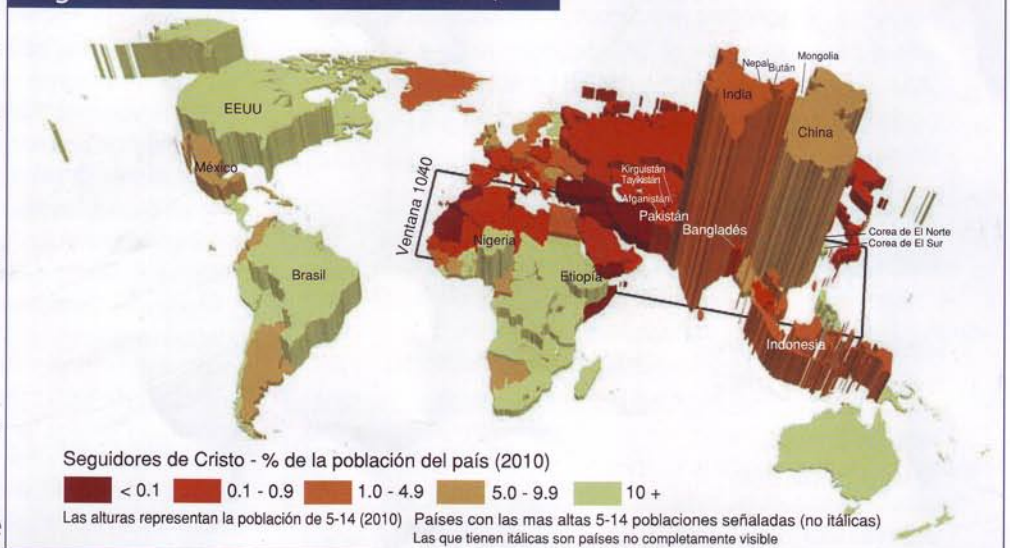 EEUU
México
Brasil
Ventana 10/40
Nigeria
Etiopía
Kirguistán
Tayikistán
Afganistán
Pakistán
Bangladés
India
Nepal
Bután
Mongolia
China
Corea de El Norte
Corea de El Sur
Indonesia
Seguidores de Cristo - % de la población del país (2010)
< 0.1 0.1 - 0.9 1.0 - 4.9 5.0 - 9.9 10 +
Las alturas representan la población de 5-14 (2010) Países con las mas altas 5-14 poblaciones señaladas (no itálicas)
Las que tienen itálicas son países no completamente visible